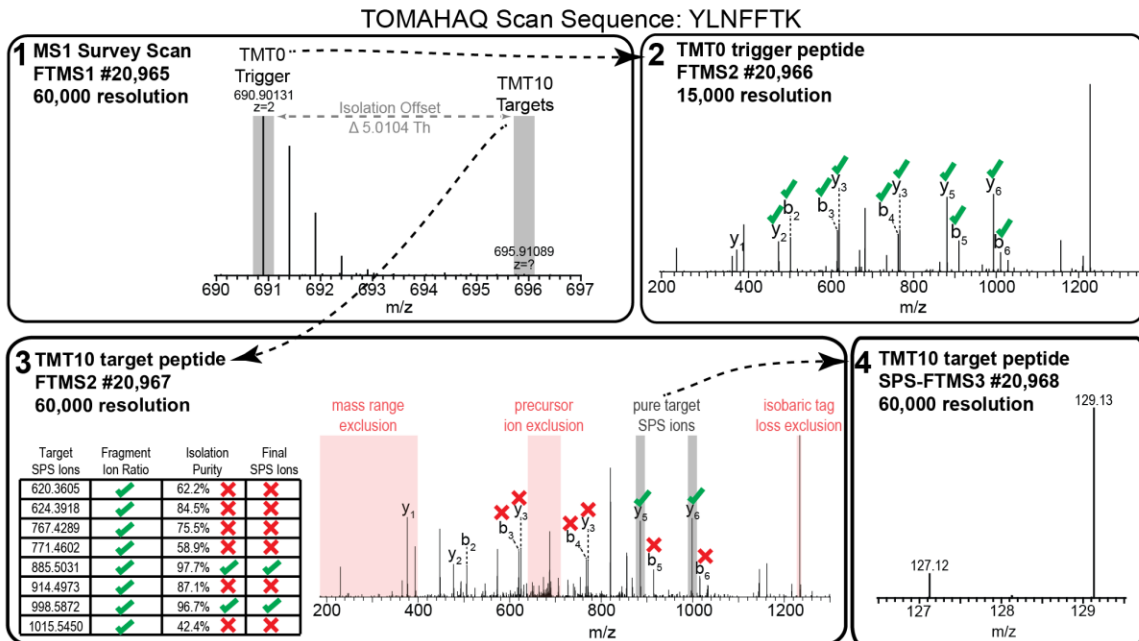 TOMAHAQ Scan Sequence: YLNFFTK
1 MS1 Survey Scan
FTMS1 #20,965
60,000 resolution
TMT0
Trigger
690.90131
z=2
Isolation Offset
Δ 5.0104 Th
TMT10
Targets
695.91089
z=?
690 691 692 693 694 695 696 697
m/z
2 TMT0 trigger peptide
FTMS2 #20,966
15,000 resolution
y1 y2 b2 b3 y3 b4 y3 y5 b5 y6 b6
200 400 600 800 1000 1200
m/z
3 TMT10 target peptide
FTMS2 #20,967
60,000 resolution
Target SPS Ions Fragment Ion Ratio Isolation Purity Final SPS Ions
620.3605 62.2%
624.3918 84.5%
767.4289 75.5%
771.4602 58.9%
885.5031 97.7%
914.4973 87.1%
998.5872 96.7%
1015.5450 42.4%
mass range
exclusion
precursor
ion exclusion
pure target
SPS ions
isobaric tag
loss exclusion
y1 y2 b2 b3 y3 b4 y3 y5 b5 y6 b6
200 400 600 800 1000 1200
m/z
4 TMT10 target peptide
SPS-FTMS3 #20,968
60,000 resolution
129.13
127.12
127 128 129
m/z